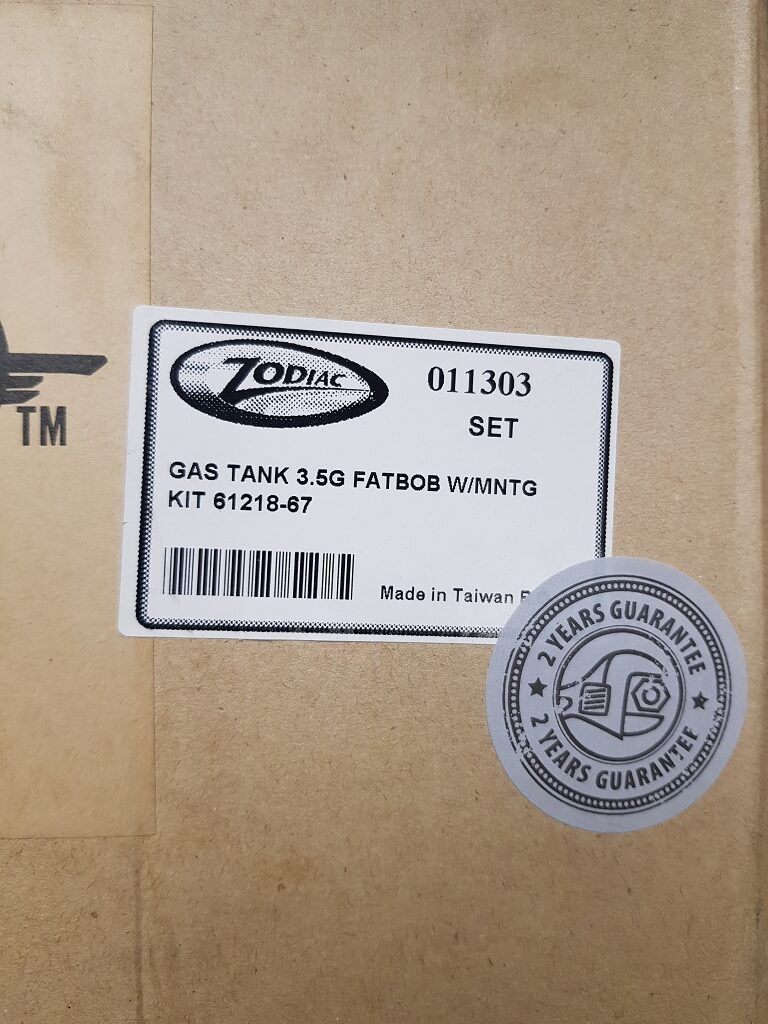 TM
ZODIAC
011303
SET
GAS TANK 3.5G FATBOB W/MNTG
KIT 61218-67
Made in Taiwan
2 YEARS GUARANTEE
2 YEARS GUARANTEE